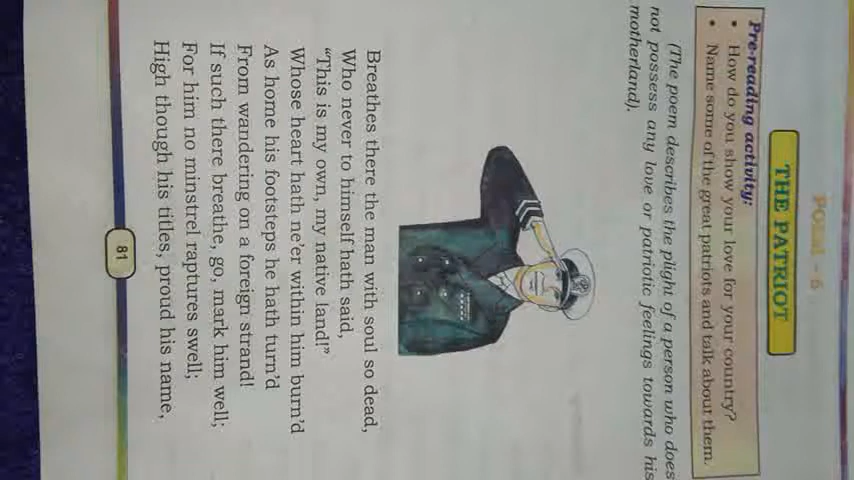 POEM - 6
THE PATRIOT
Pre-reading activity:
• How do you show your love for your country?
• Name some of the great patriots and talk about them.
(The poem describes the plight of a person who does
not possess any love or patriotic feelings towards his
motherland).
Breathes there the man with soul so dead,
Who never to himself hath said,
“This is my own, my native land!”
Whose heart hath ne'er within him burn'd
As home his footsteps he hath turn'd
From wandering on a foreign strand!
If such there breathe, go, mark him well;
For him no minstrel raptures swell;
High though his titles, proud his name,
81